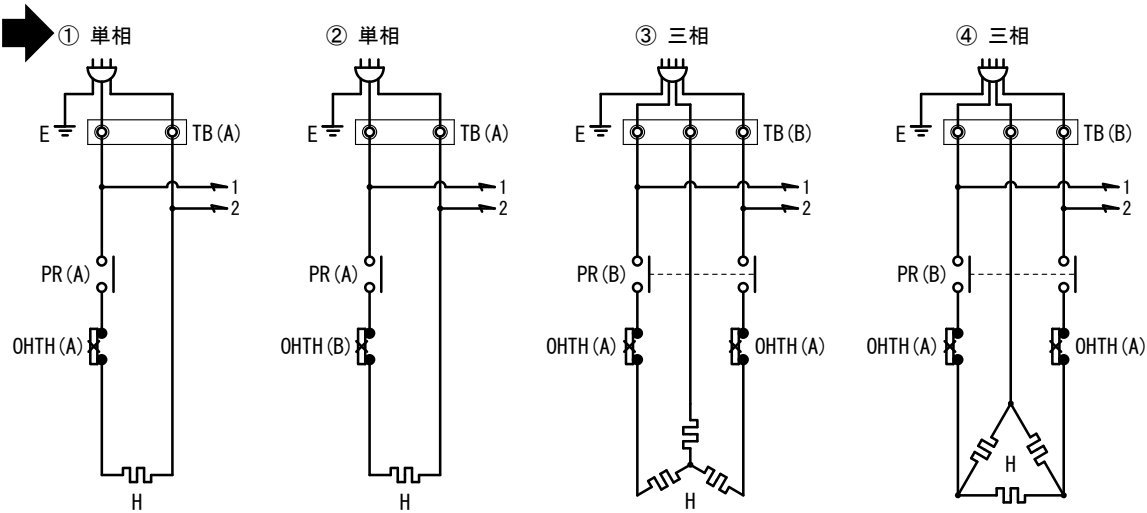 ① 単相
② 単相
③ 三相
④ 三相
E
TB(A)
E
TB(A)
E
TB(B)
E
TB(B)
1
1
1
1
2
2
2
2
PR(A)
PR(A)
PR(B)
PR(B)
OHTH(A)
OHTH(B)
OHTH(A)
OHTH(A)
OHTH(A)
OHTH(A)
H
H
H
H